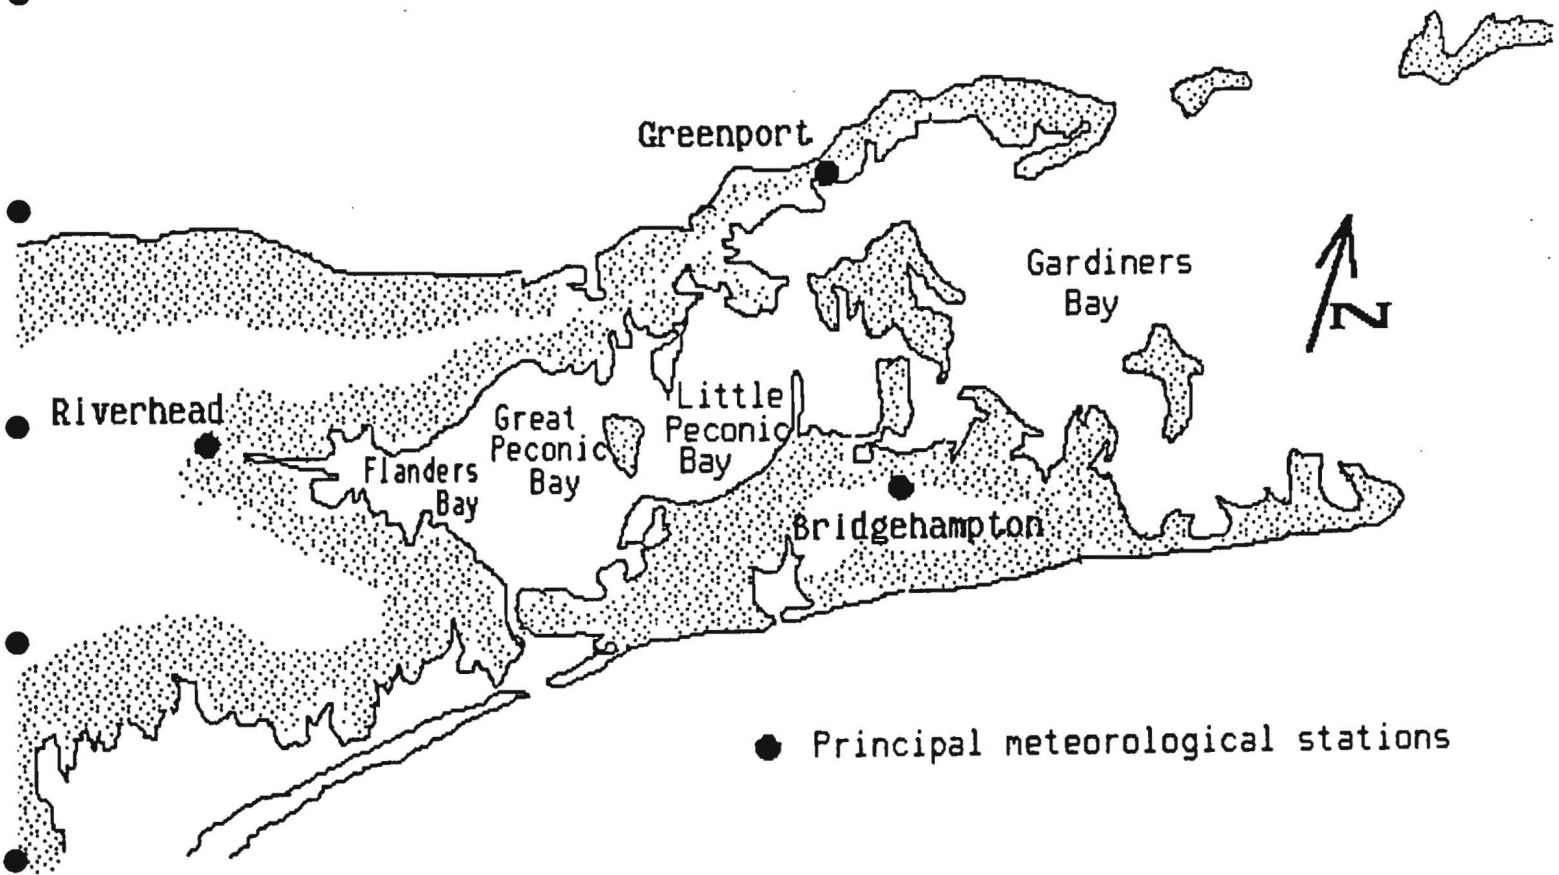 Greenport
Gardiners
Bay
N
Riverhead
Little
Peconic
Bay
Great
Peconic
Bay
Flanders
Bay
Bridgehampton
Principal meteorological stations